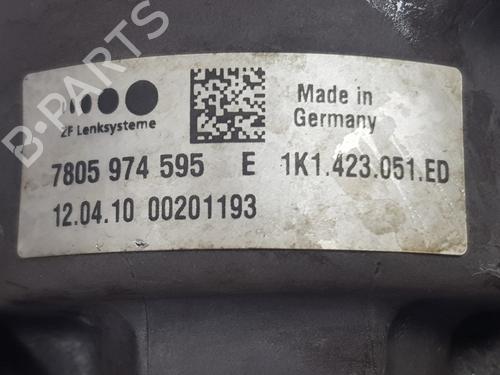 B-PARTS
ZF Lenksysteme
Made in
Germany
7805 974 595 E 1K1.423.051.ED
12.04.10 00201193